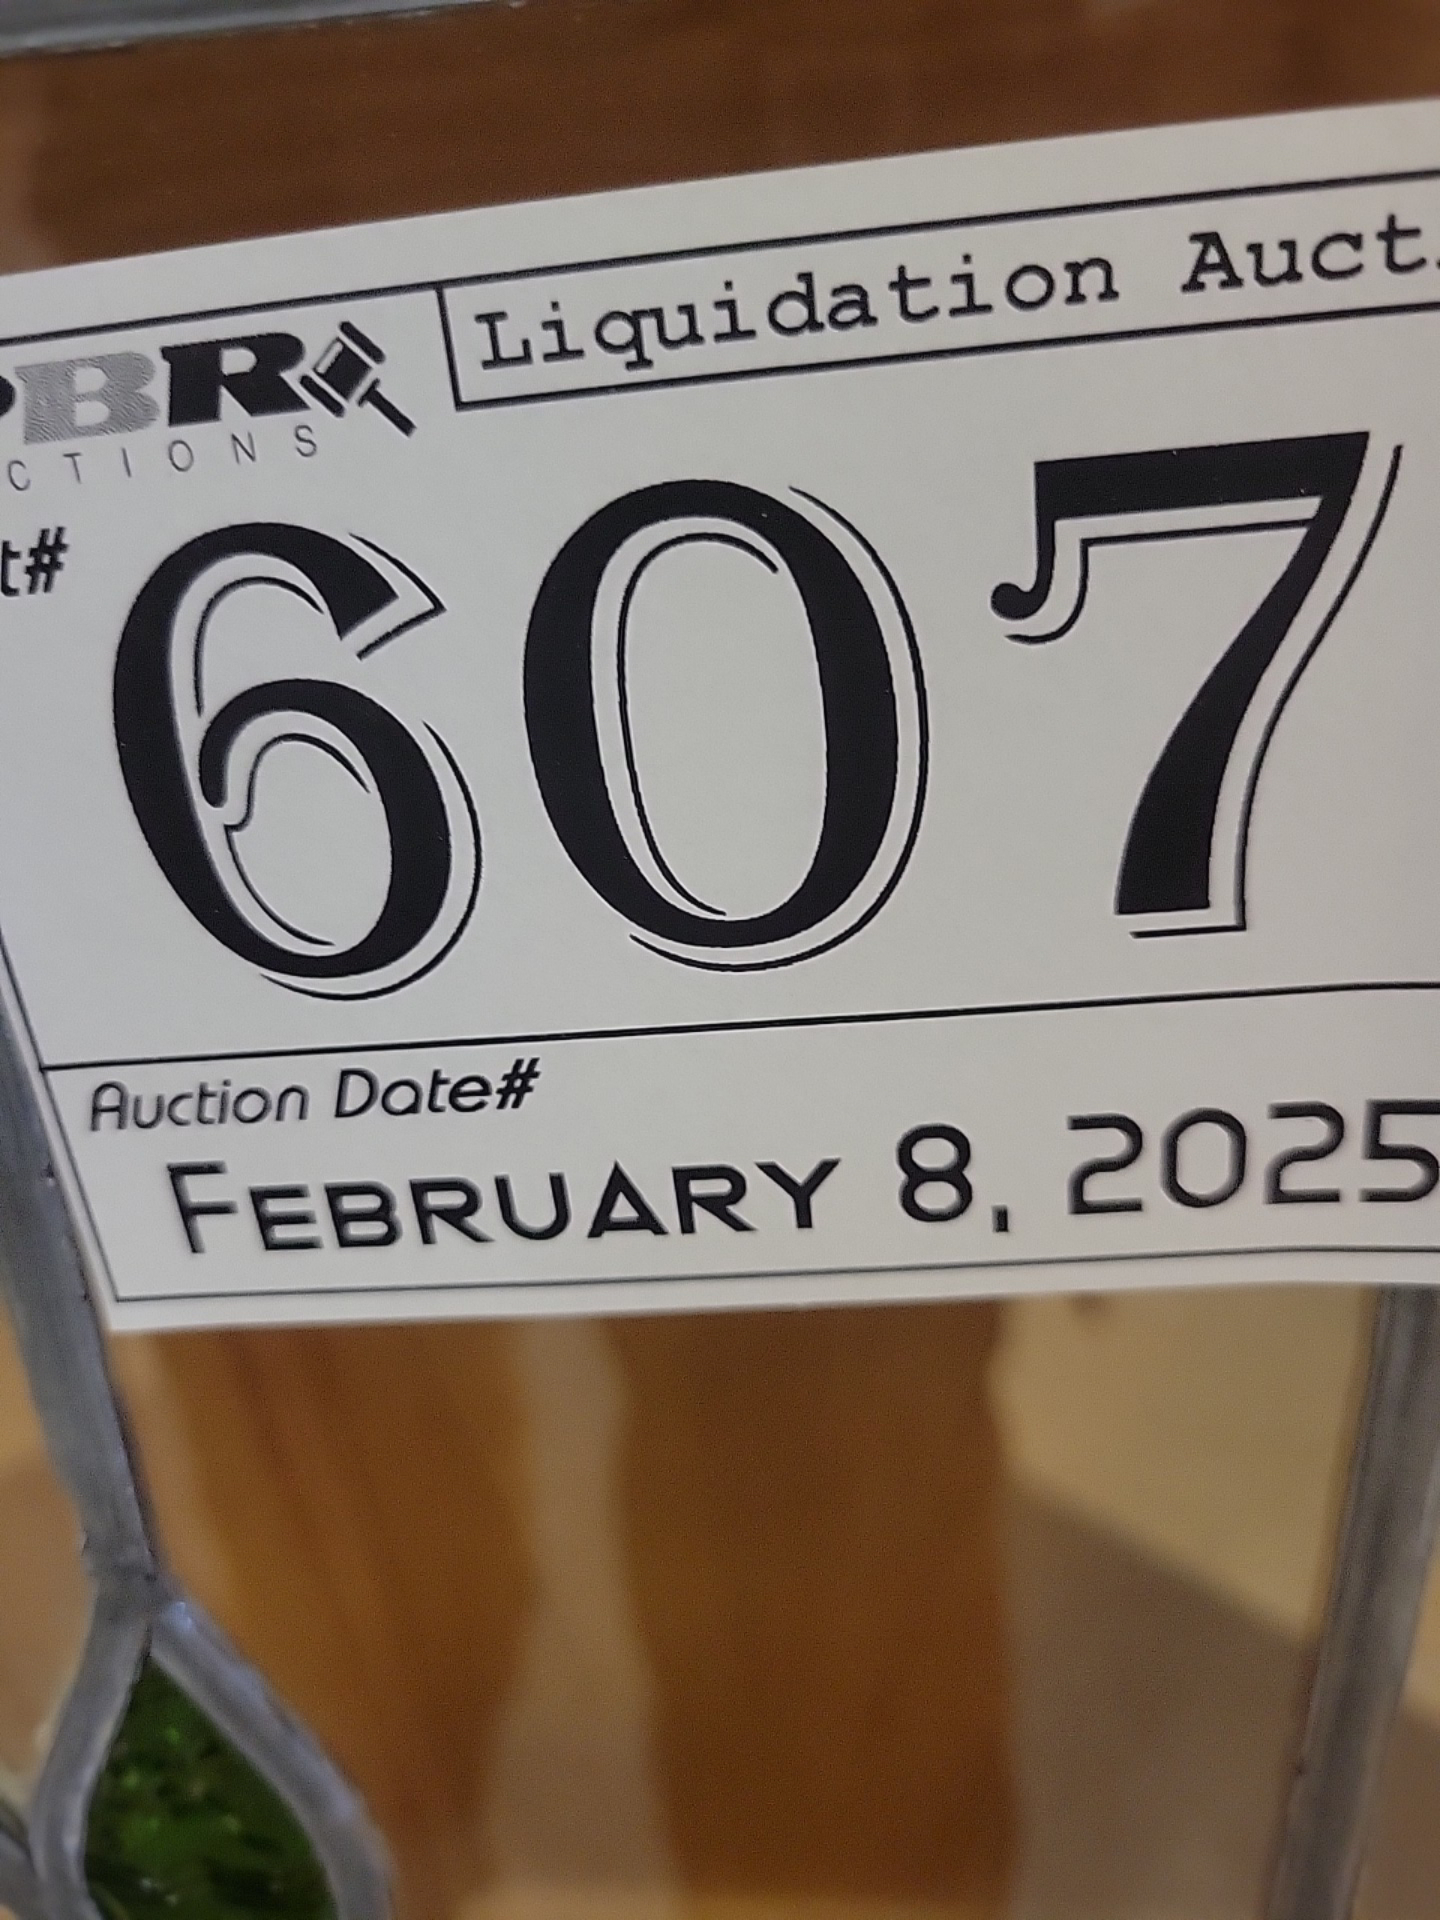 Liquidation Auct
PBR
CTIONS
t# 607
Auction Date#
FEBRUARY 8, 2025